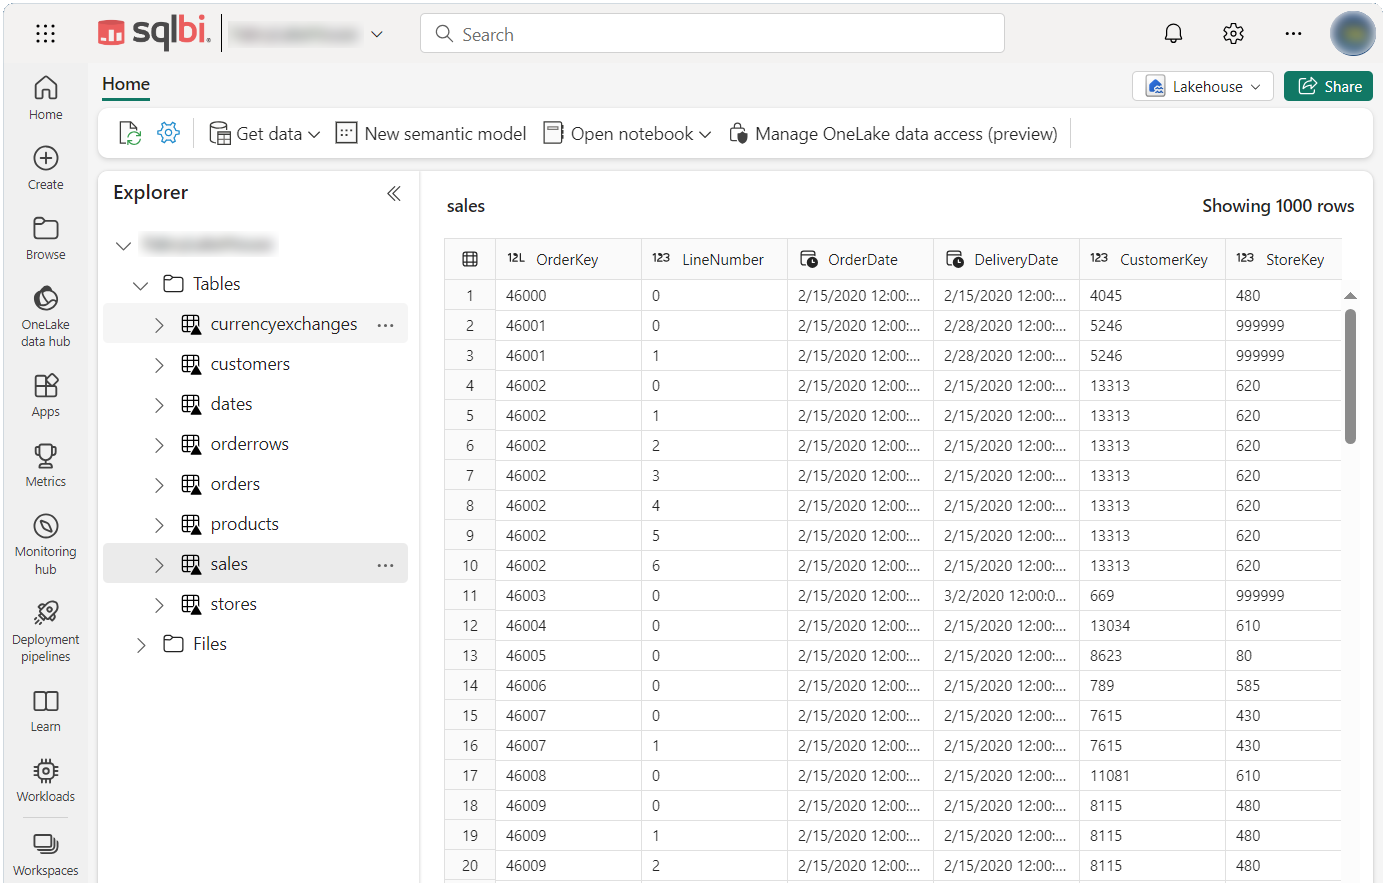 sqlbi.
Search
Home
Create
Browse
OneLake
data hub
Apps
Metrics
Monitoring
hub
Deployment
pipelines
Learn
Workloads
Workspaces
Home
Lakehouse
Share
Get data
New semantic model
Open notebook
Manage OneLake data access (preview)
Explorer
Tables
currencyexchanges
customers
dates
orderrows
orders
products
sales
stores
Files
sales
Showing 1000 rows
12L OrderKey 123 LineNumber OrderDate DeliveryDate 123 CustomerKey 123 StoreKey
1 46000 0 2/15/2020 12:00:... 2/15/2020 12:00:... 4045 480
2 46001 0 2/15/2020 12:00:... 2/28/2020 12:00:... 5246 999999
3 46001 1 2/15/2020 12:00:... 2/28/2020 12:00:... 5246 999999
4 46002 0 2/15/2020 12:00:... 2/15/2020 12:00:... 13313 620
5 46002 1 2/15/2020 12:00:... 2/15/2020 12:00:... 13313 620
6 46002 2 2/15/2020 12:00:... 2/15/2020 12:00:... 13313 620
7 46002 3 2/15/2020 12:00:... 2/15/2020 12:00:... 13313 620
8 46002 4 2/15/2020 12:00:... 2/15/2020 12:00:... 13313 620
9 46002 5 2/15/2020 12:00:... 2/15/2020 12:00:... 13313 620
10 46002 6 2/15/2020 12:00:... 2/15/2020 12:00:... 13313 620
11 46003 0 2/15/2020 12:00:... 3/2/2020 12:00:0... 669 999999
12 46004 0 2/15/2020 12:00:... 2/15/2020 12:00:... 13034 610
13 46005 0 2/15/2020 12:00:... 2/15/2020 12:00:... 8623 80
14 46006 0 2/15/2020 12:00:... 2/15/2020 12:00:... 789 585
15 46007 0 2/15/2020 12:00:... 2/15/2020 12:00:... 7615 430
16 46007 1 2/15/2020 12:00:... 2/15/2020 12:00:... 7615 430
17 46008 0 2/15/2020 12:00:... 2/15/2020 12:00:... 11081 610
18 46009 0 2/15/2020 12:00:... 2/15/2020 12:00:... 8115 480
19 46009 1 2/15/2020 12:00:... 2/15/2020 12:00:... 8115 480
20 46009 2 2/15/2020 12:00:... 2/15/2020 12:00:... 8115 480